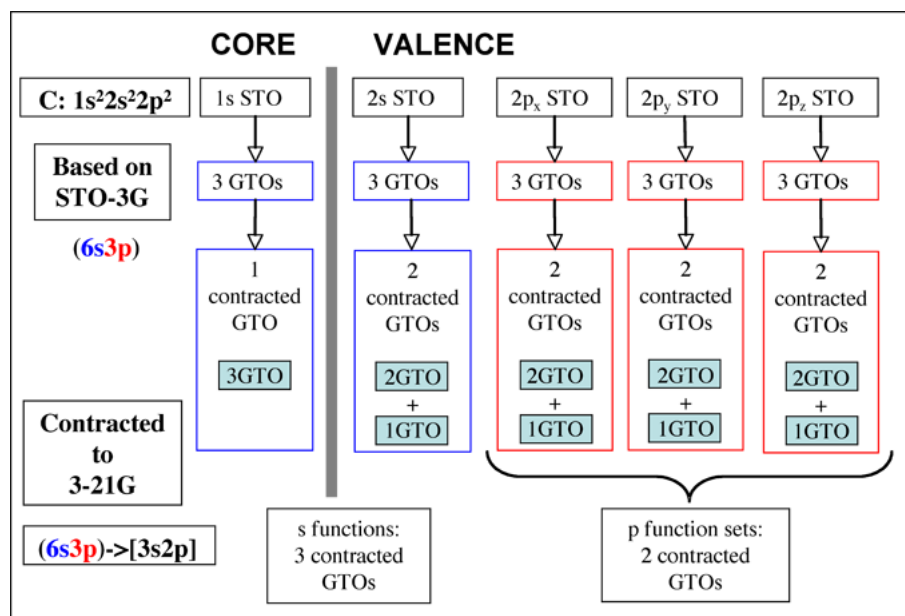 CORE VALENCE
C: 1s²2s²2p² 1s STO 2s STO 2pₓ STO 2pᵧ STO 2p_z STO
Based on
STO-3G
3 GTOs 3 GTOs 3 GTOs 3 GTOs 3 GTOs
(6s3p)
1
contracted
GTO
3GTO
2
contracted
GTOs
2GTO
+
1GTO
2
contracted
GTOs
2GTO
+
1GTO
2
contracted
GTOs
2GTO
+
1GTO
2
contracted
GTOs
2GTO
+
1GTO
Contracted
to
3-21G
(6s3p)->[3s2p]
s functions:
3 contracted
GTOs
p function sets:
2 contracted
GTOs